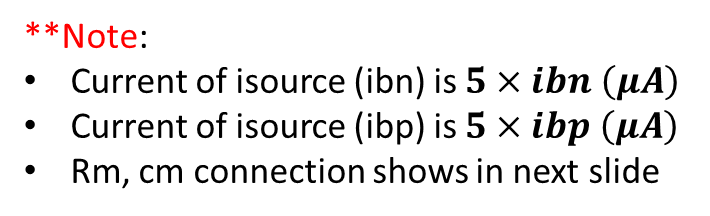 **Note:
• Current of isource (ibn) is 5 × ibn (μA)
• Current of isource (ibp) is 5 × ibp (μA)
• Rm, cm connection shows in next slide